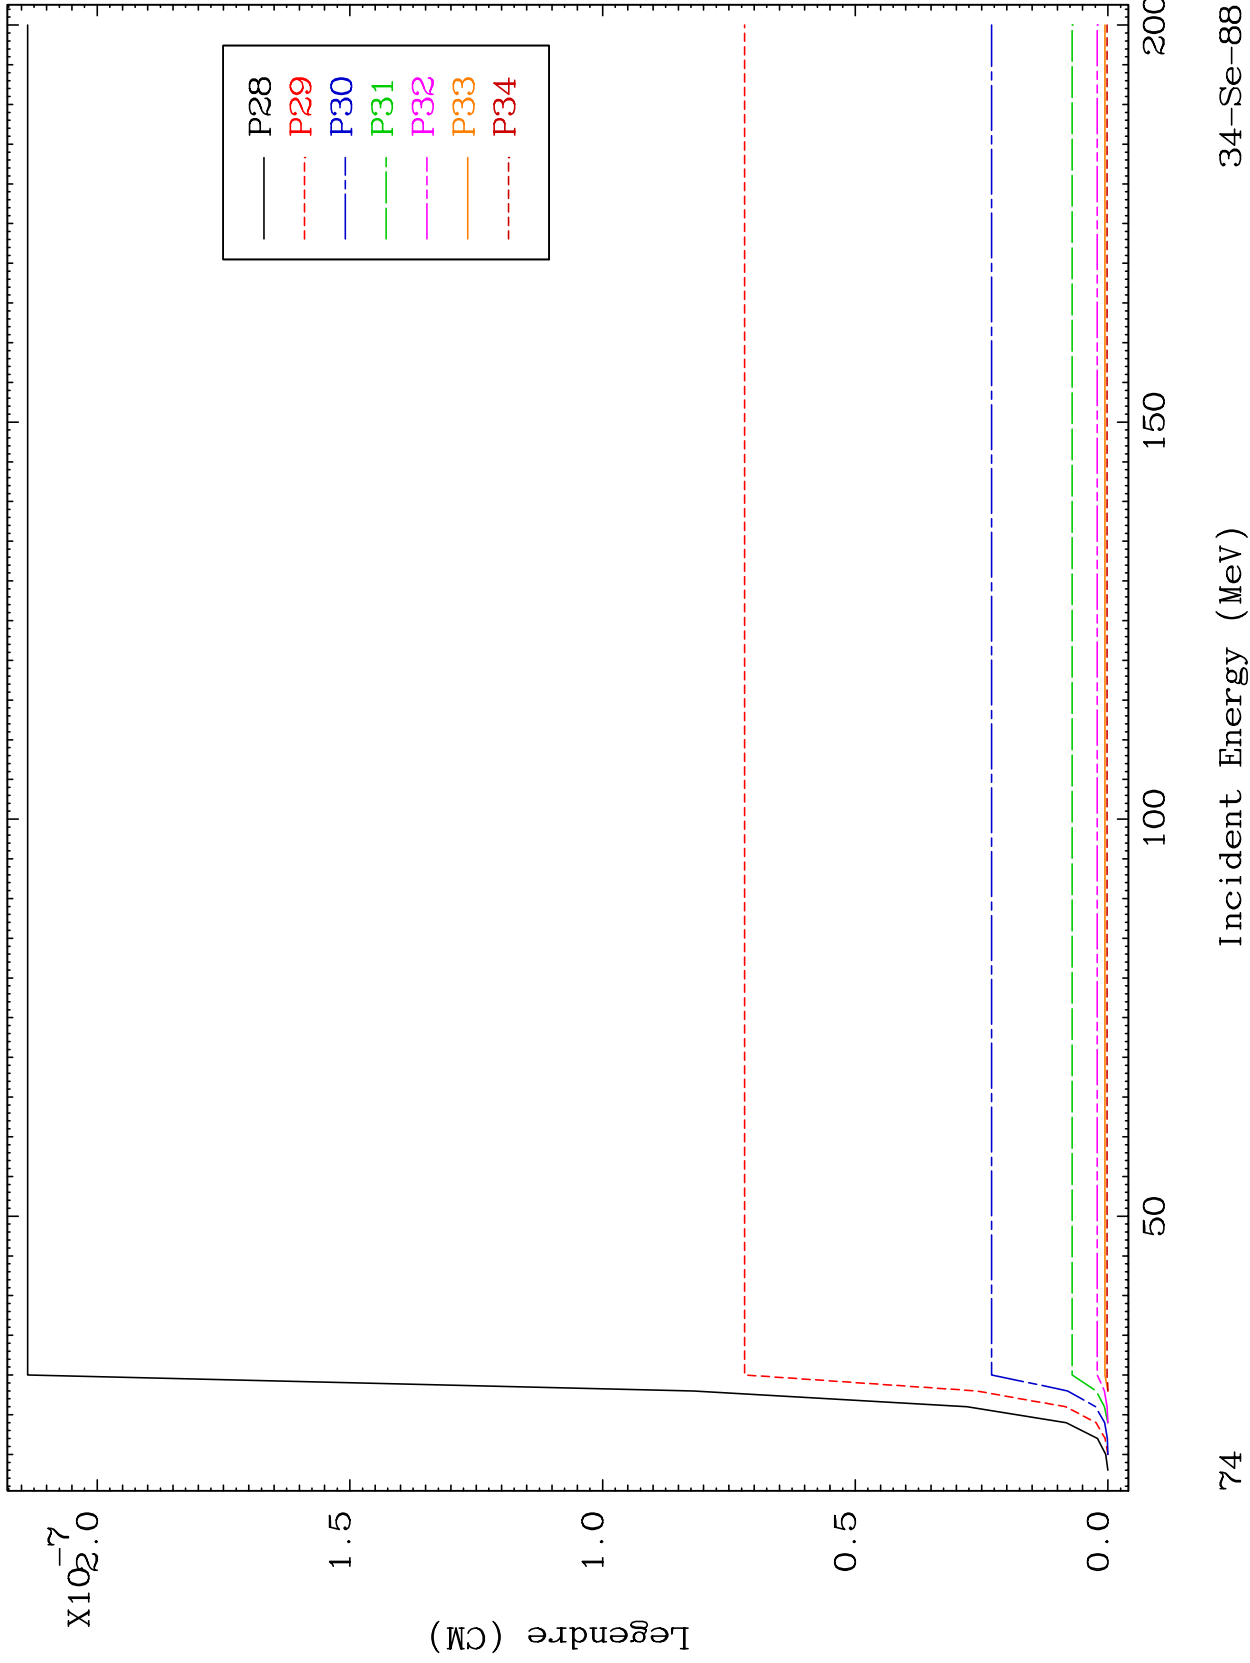 X10-7
2.0
1.5
1.0
0.5
0.0
Legendre (CM)
P28
P29
P30
P31
P32
P33
P34
50
100
150
200
Incident Energy (MeV)
74
34-Se-88